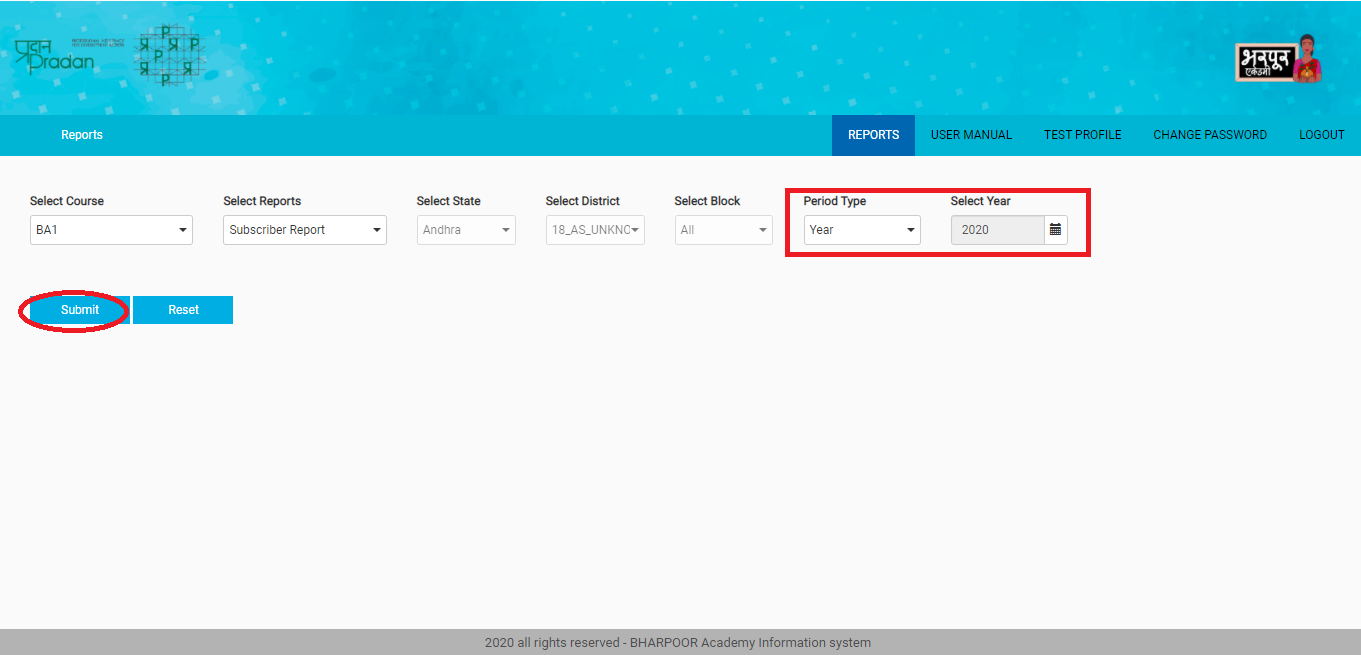 प्रदान
Pradan
भरपूर
एकेडमी
Reports
REPORTS
USER MANUAL
TEST PROFILE
CHANGE PASSWORD
LOGOUT
Select Course
Select Reports
Select State
Select District
Select Block
Period Type
Select Year
BA1
Subscriber Report
Andhra
18_AS_UNKNO
All
Year
2020
Submit
Reset
2020 all rights reserved - BHARPOOR Academy Information system